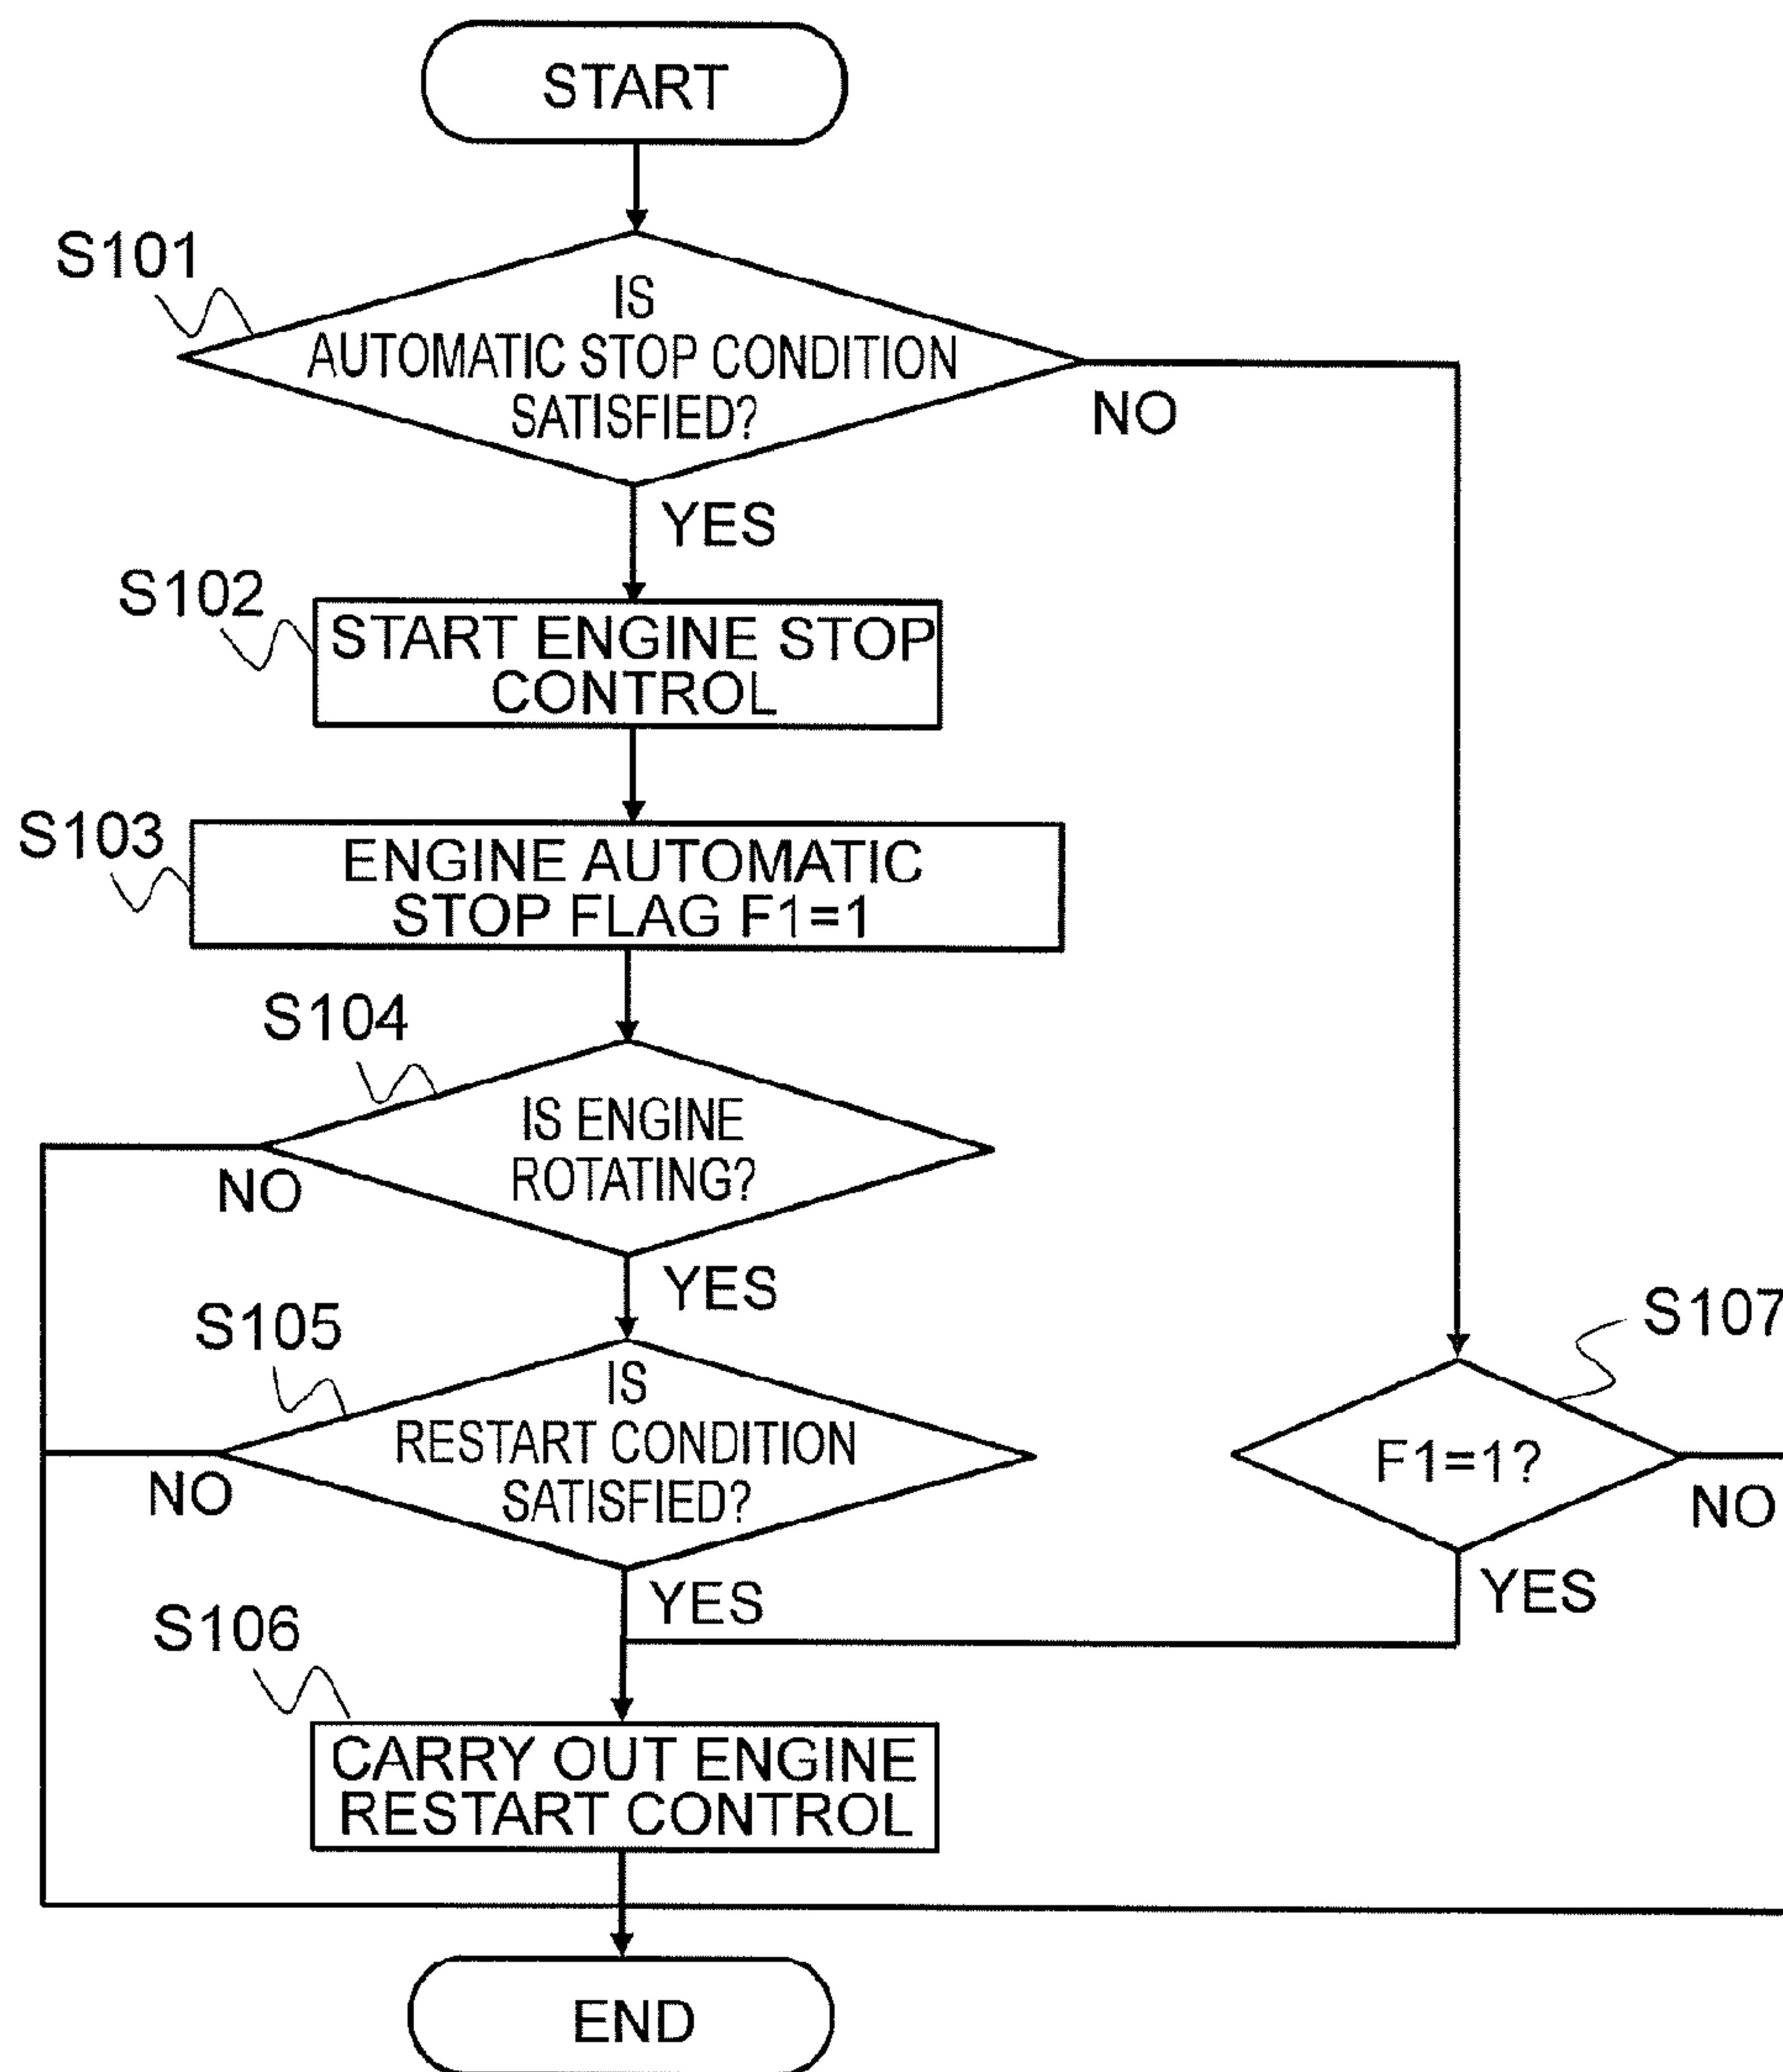 START
S101
IS
AUTOMATIC STOP CONDITION
SATISFIED?
NO
YES
S102
START ENGINE STOP
CONTROL
S103
ENGINE AUTOMATIC
STOP FLAG F1=1
S104
IS ENGINE
ROTATING?
NO
YES
S105
IS
RESTART CONDITION
SATISFIED?
NO
YES
S107
F1=1?
NO
YES
S106
CARRY OUT ENGINE
RESTART CONTROL
END